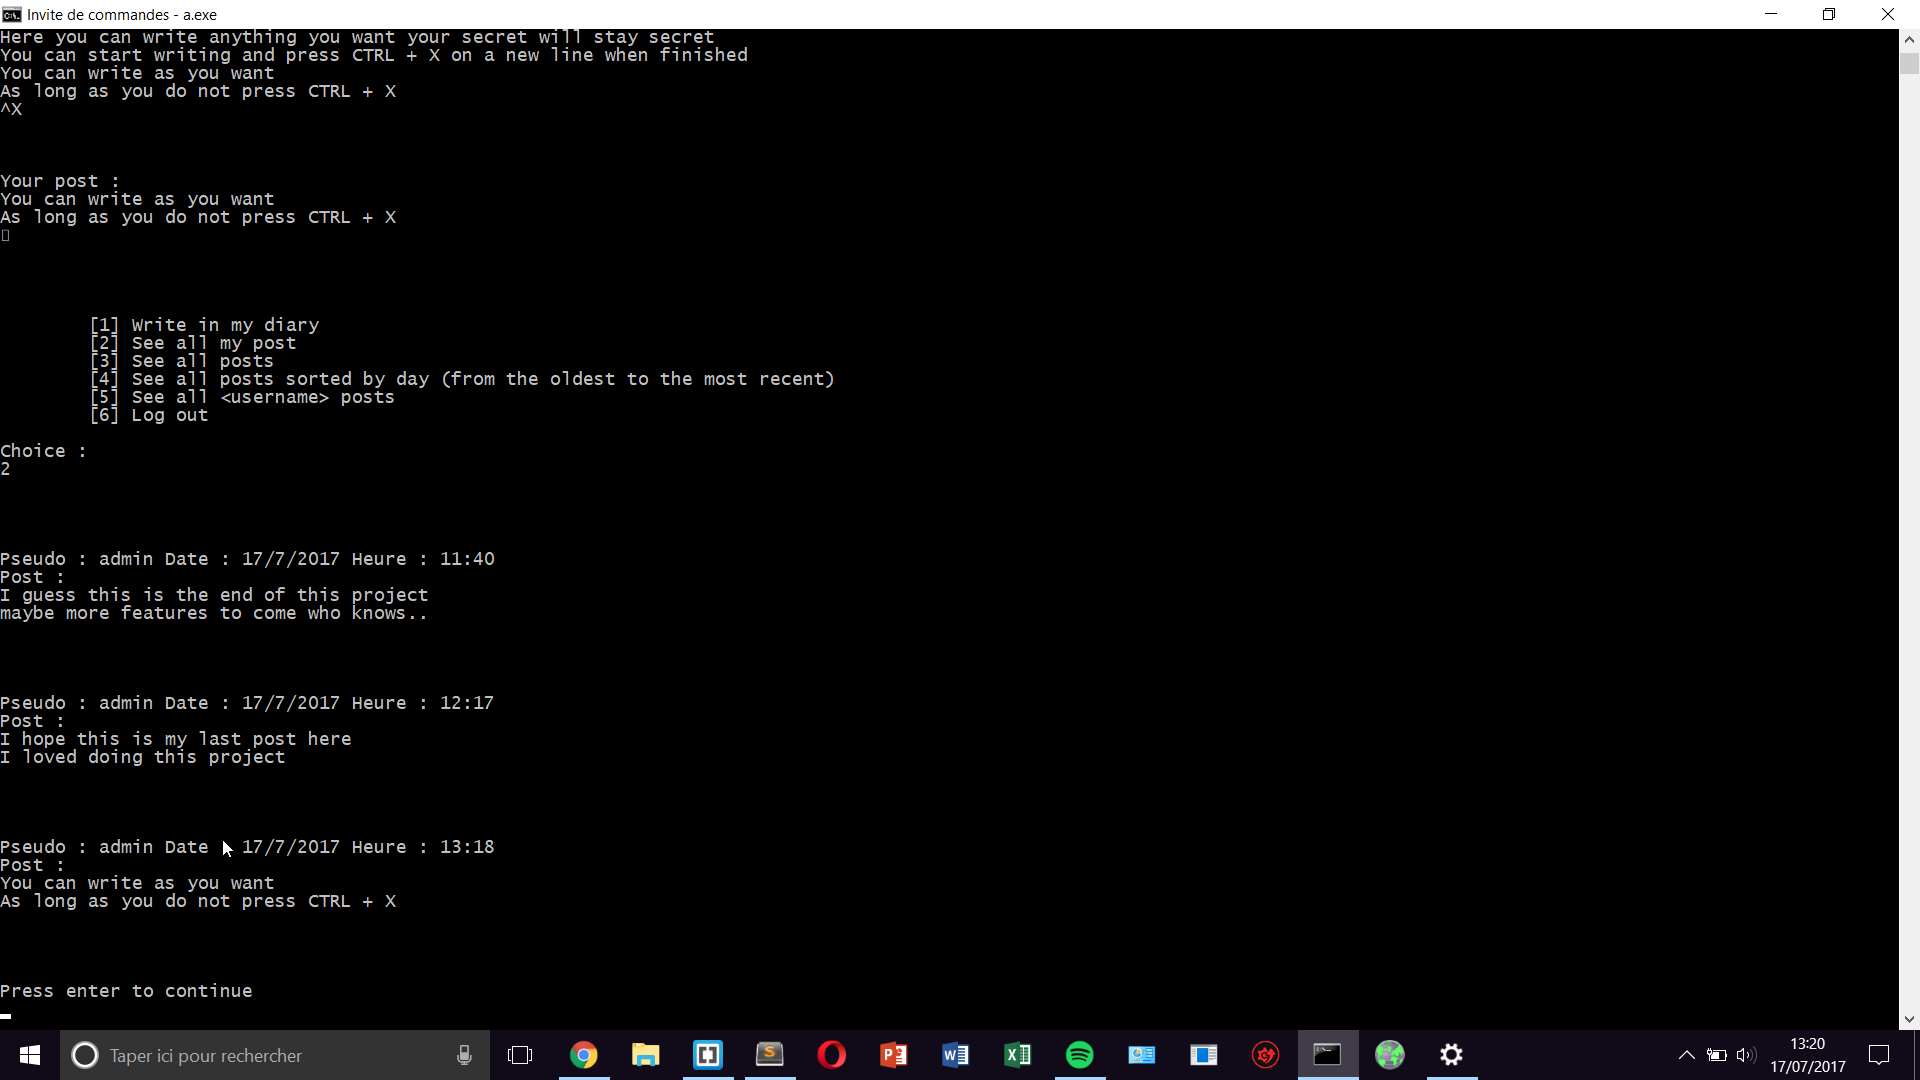 Invite de commandes - a.exe
Here you can write anything you want your secret will stay secret
You can start writing and press CTRL + X on a new line when finished
You can write as you want
As long as you do not press CTRL + X
^X
Your post :
You can write as you want
As long as you do not press CTRL + X
[1] Write in my diary
[2] See all my post
[3] See all posts
[4] See all posts sorted by day (from the oldest to the most recent)
[5] See all <username> posts
[6] Log out
Choice :
2
Pseudo : admin Date : 17/7/2017 Heure : 11:40
Post :
I guess this is the end of this project
maybe more features to come who knows..
Pseudo : admin Date : 17/7/2017 Heure : 12:17
Post :
I hope this is my last post here
I loved doing this project
Pseudo : admin Date 17/7/2017 Heure : 13:18
Post :
You can write as you want
As long as you do not press CTRL + X
Press enter to continue
Taper ici pour rechercher
13:20
17/07/2017